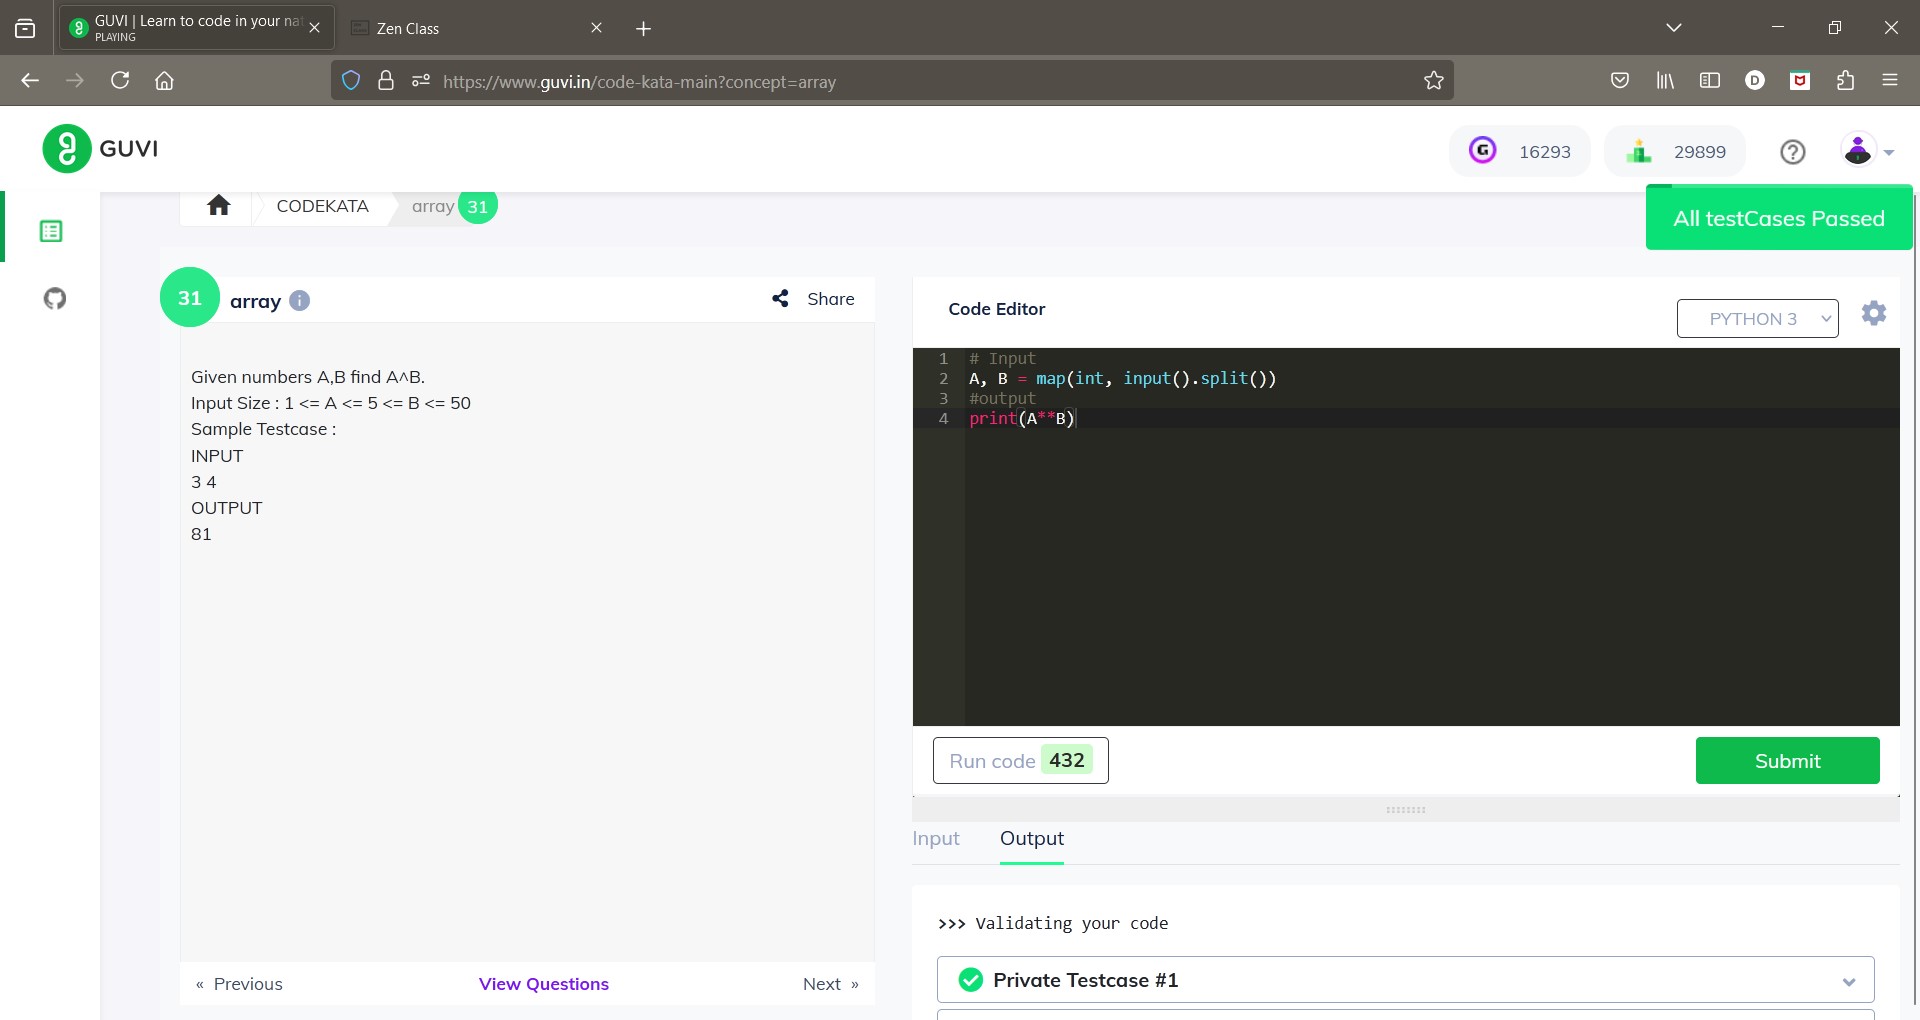 GUVI | Learn to code in your nat
PLAYING
Zen Class
https://www.guvi.in/code-kata-main?concept=array
D
GUVI
G
16293
29899
CODEKATA
array
31
All testCases Passed
31
array
Share
Given numbers A,B find A^B.
Input Size : 1 <= A <= 5 <= B <= 50
Sample Testcase :
INPUT
3 4
OUTPUT
81
« Previous
View Questions
Next »
Code Editor
PYTHON 3
1 # Input
2 A, B = map(int, input().split())
3 #output
4 print(A**B)
Run code 432
Submit
Input
Output
>>> Validating your code
Private Testcase #1